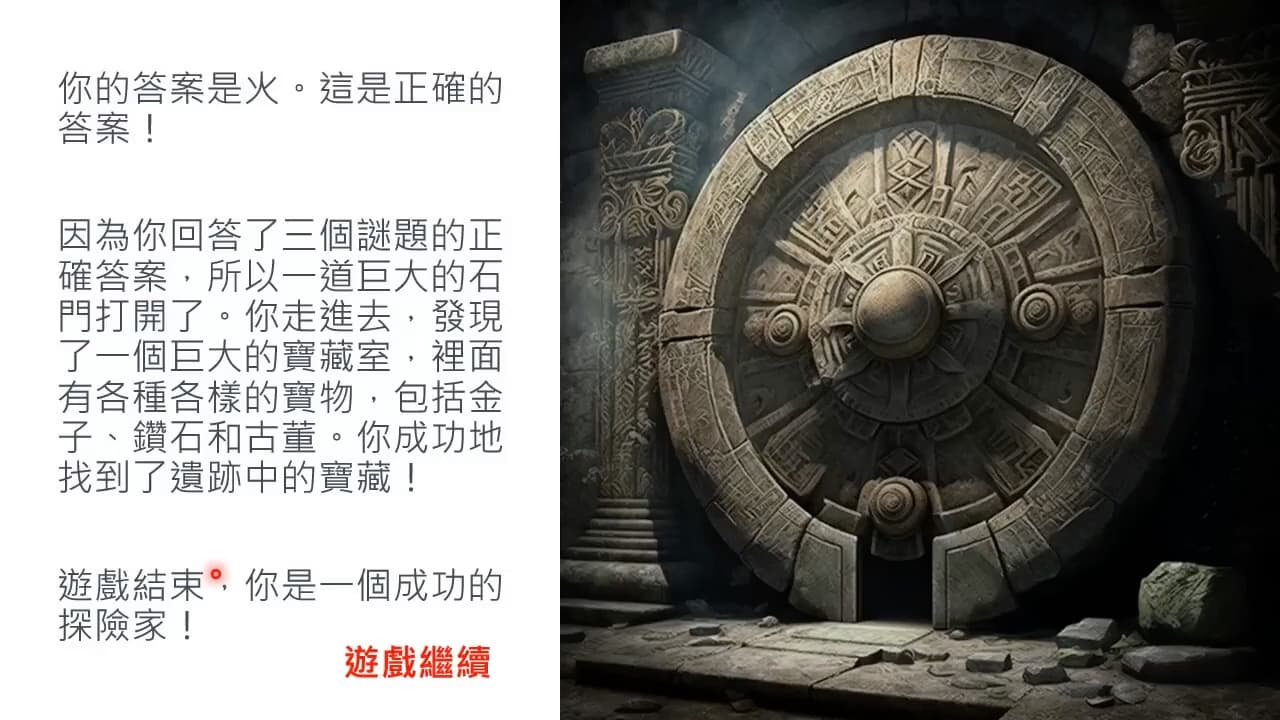 你的答案是火。這是正確的
答案！
因為你回答了三個謎題的正
確答案，所以一道巨大的石
門打開了。你走進去，發現
了一個巨大的寶藏室，裡面
有各種各樣的寶物，包括金
子、鑽石和古董。你成功地
找到了遺跡中的寶藏！
遊戲結束，你是一個成功的
探險家！
遊戲繼續